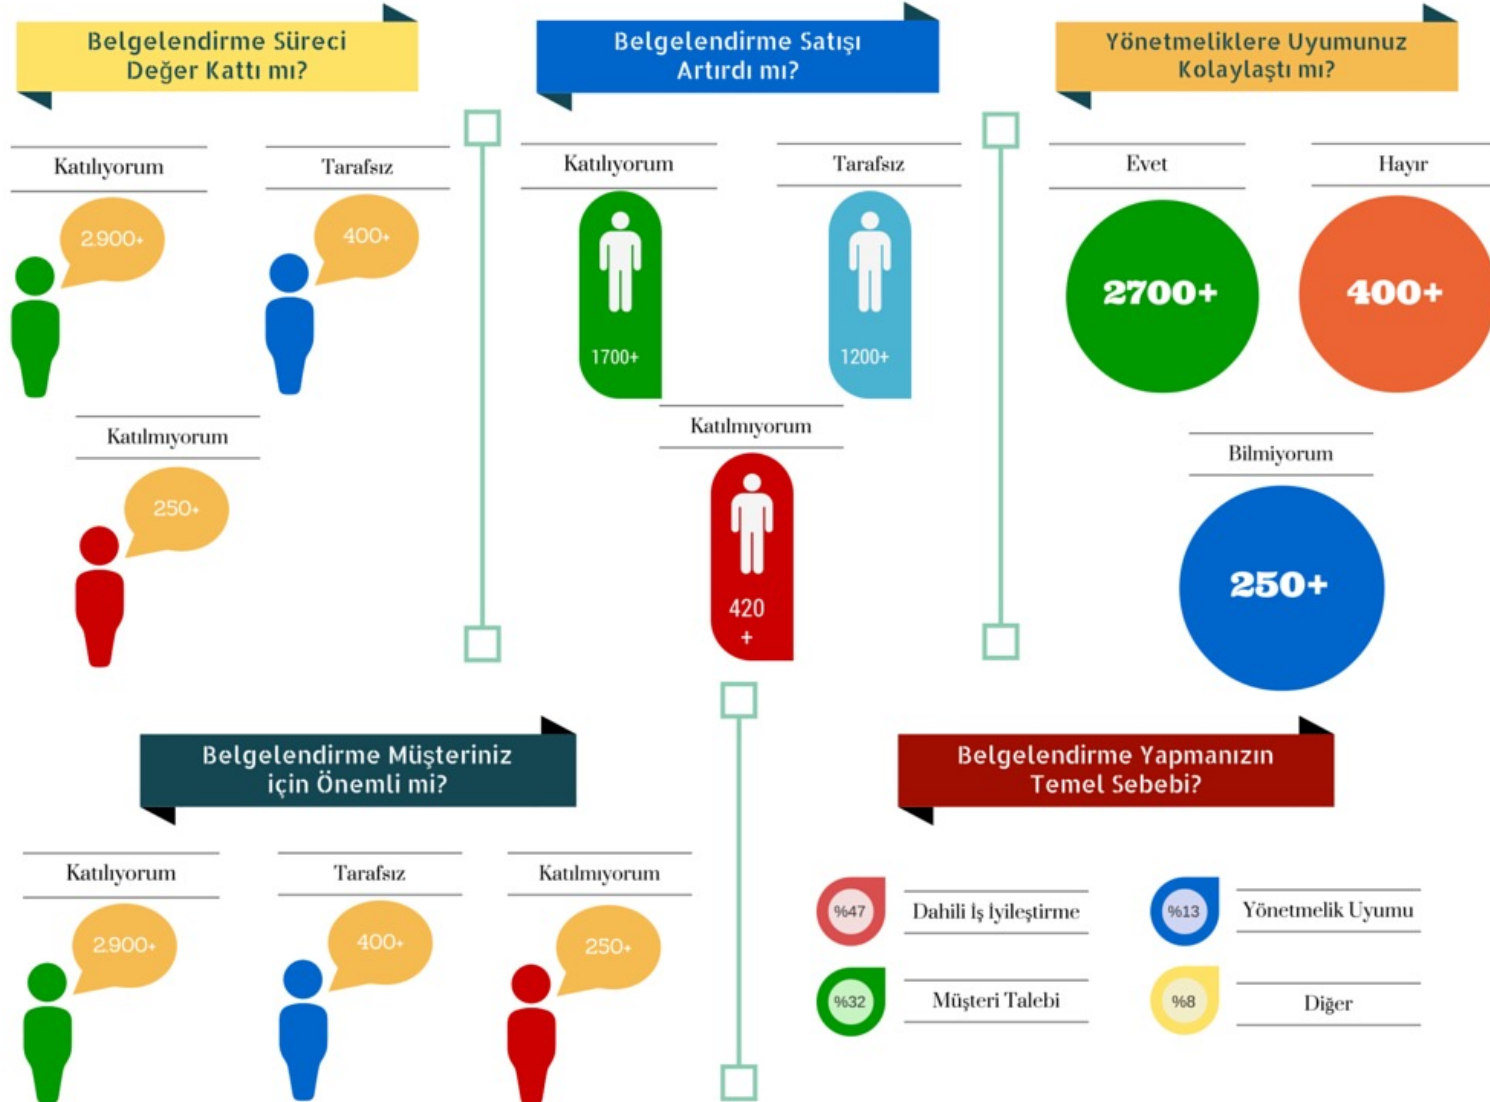 Belgelendirme Süreci
Değer Kattı mı?
Katılıyorum
Tarafsız
2.900+
400+
Katılmıyorum
250+
Belgelendirme Satışı
Artırdı mı?
Katılıyorum
Tarafsız
1700+
1200+
Katılmıyorum
420
+
Yönetmeliklere Uyumunuz
Kolaylaştı mı?
Evet
Hayır
2700+
400+
Bilmiyorum
250+
Belgelendirme Müşteriniz
için Önemli mi?
Katılıyorum
Tarafsız
Katılmıyorum
2.900+
400+
250+
Belgelendirme Yapmanızın
Temel Sebebi?
%47
Dahili İş İyileştirme
%13
Yönetmelik Uyumu
%32
Müşteri Talebi
%8
Diğer